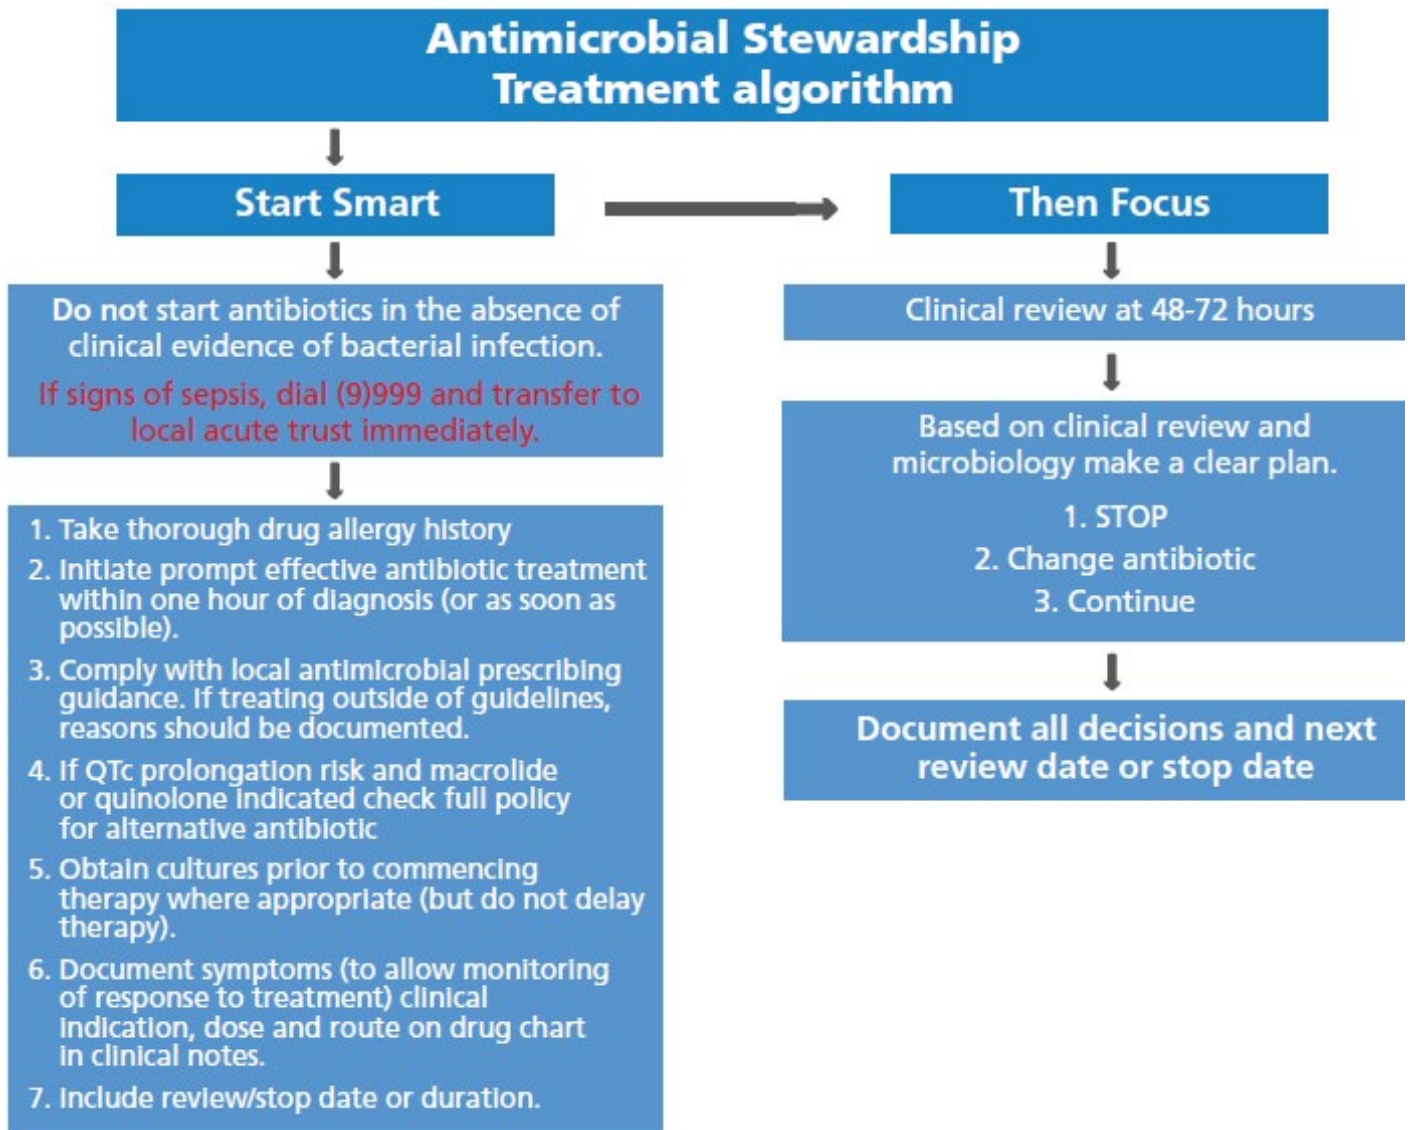 Antimicrobial Stewardship
Treatment algorithm
Start Smart
Do not start antibiotics in the absence of
clinical evidence of bacterial infection.
If signs of sepsis, dial (9)999 and transfer to
local acute trust immediately.
1. Take thorough drug allergy history
2. Initiate prompt effective antibiotic treatment
within one hour of diagnosis (or as soon as
possible).
3. Comply with local antimicrobial prescribing
guidance. If treating outside of guidelines,
reasons should be documented.
4. If QTc prolongation risk and macrolide
or quinolone indicated check full policy
for alternative antibiotic
5. Obtain cultures prior to commencing
therapy where appropriate (but do not delay
therapy).
6. Document symptoms (to allow monitoring
of response to treatment) clinical
indication, dose and route on drug chart
in clinical notes.
7. Include review/stop date or duration.
Then Focus
Clinical review at 48-72 hours
Based on clinical review and
microbiology make a clear plan.
1. STOP
2. Change antibiotic
3. Continue
Document all decisions and next
review date or stop date